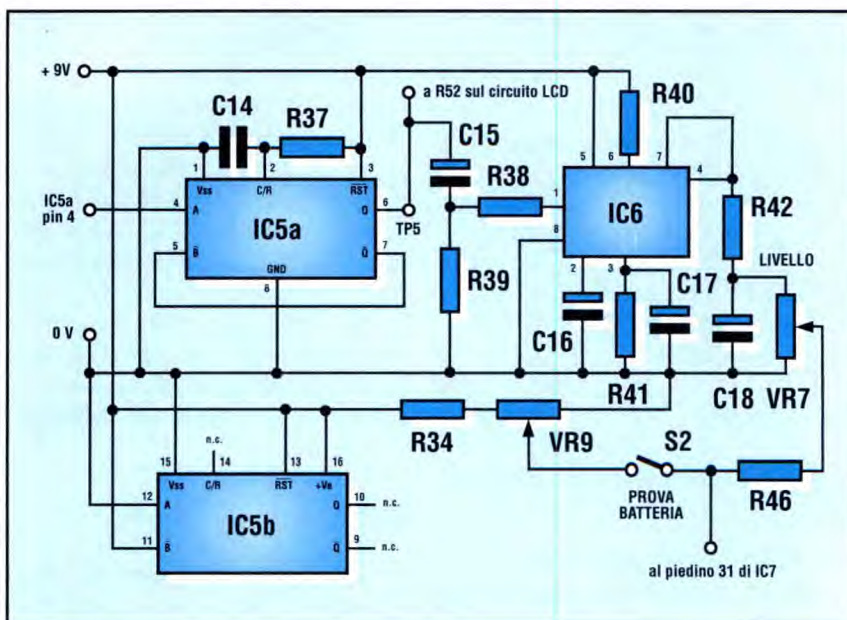 + 9V
a R52 sul circuito LCD
C14
R37
C15
R40
R38
R42
1
2
3
Vss
C/R
RST
IC5a
pin 4
4
A
Q
6
TP5
IC5a
5
B
Q
7
GND
8
5
6
7
4
1
IC6
8
2
3
LIVELLO
R39
C17
0 V
C16
R41
C18
VR7
R34
VR9
S2
R46
PROVA
BATTERIA
n.c.
15
14
13
16
Vss
C/R
RST
+Ve
12
A
Q
10
n.c.
IC5b
11
B
Q
9
n.c.
al piedino 31 di IC7